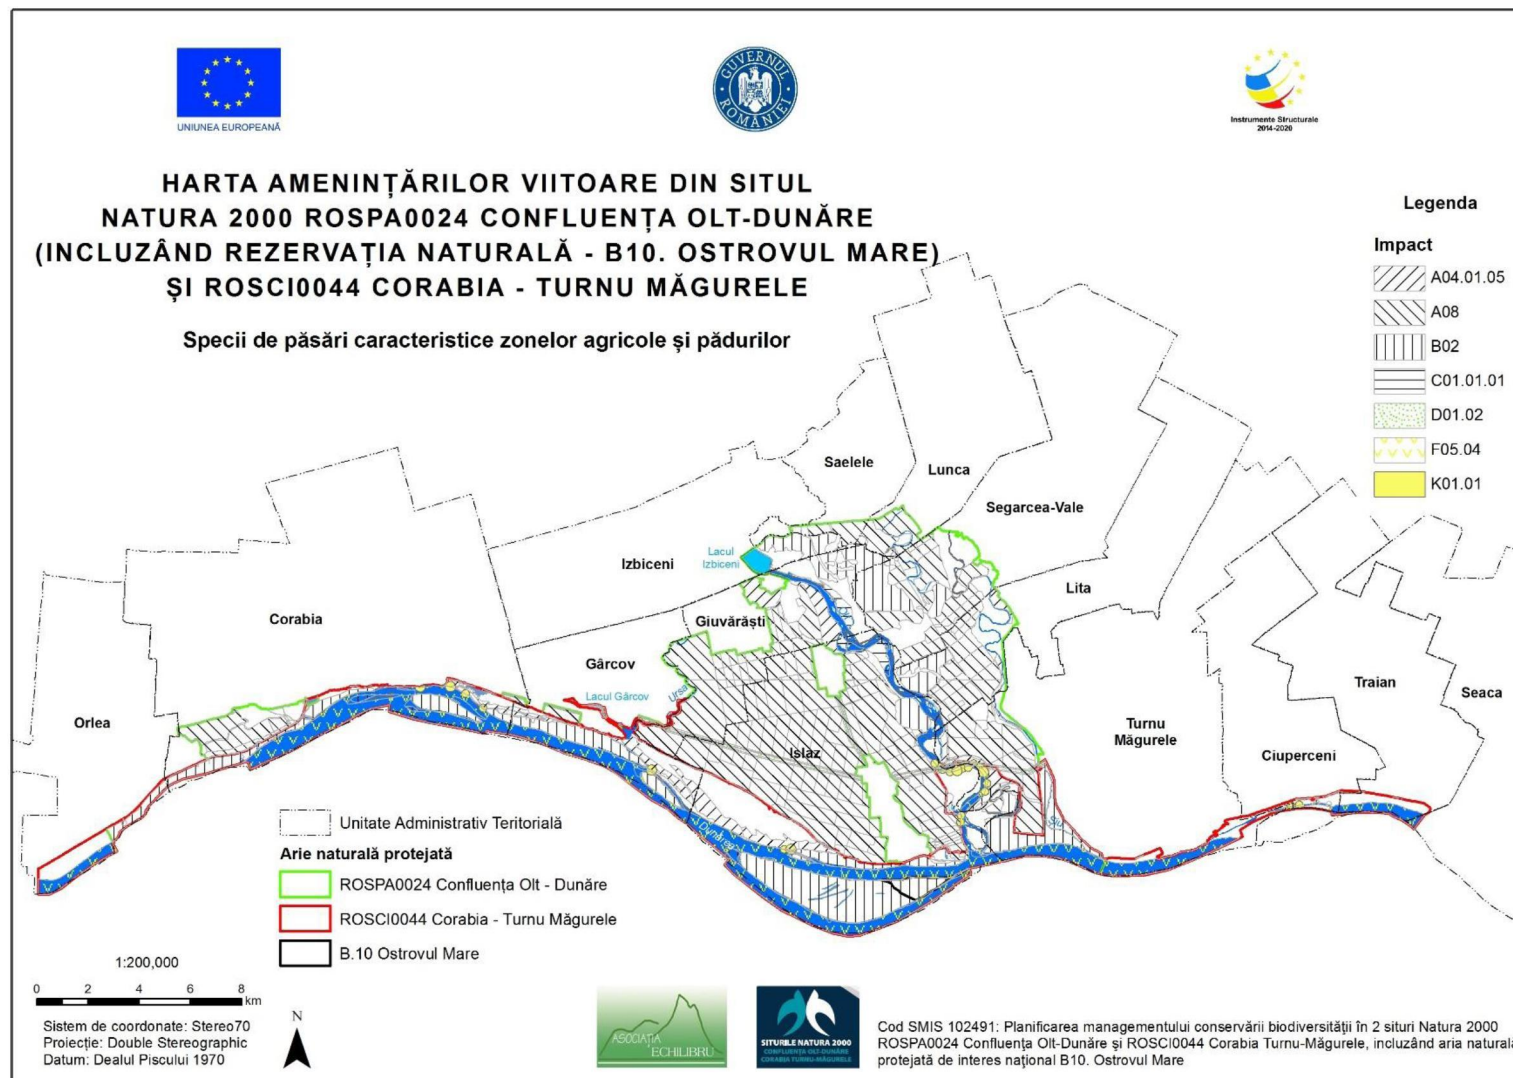 UNIUNEA EUROPEANĂ
GUVERNUL ROMÂNIEI
Instrumente Structurale
2014-2020
HARTA AMENINȚĂRILOR VIITOARE DIN SITUL
NATURA 2000 ROSPA0024 CONFLUENȚA OLT-DUNĂRE
(INCLUZÂND REZERVAȚIA NATURALĂ - B10. OSTROVUL MARE)
ȘI ROSCI0044 CORABIA - TURNU MĂGURELE
Specii de păsări caracteristice zonelor agricole și pădurilor
Legenda
Impact
A04.01.05
A08
B02
C01.01.01
D01.02
F05.04
K01.01
Saelele
Lunca
Segarcea-Vale
Izbiceni
Lacul
Izbiceni
Lita
Corabia
Giuvărăști
Gârcov
Lacul Gârcov
Ursa
Orlea
Islaz
Turnu
Măgurele
Traian
Seaca
Ciuperceni
Dunărea
Siu
Unitate Administrativ Teritorială
Arie naturală protejată
ROSPA0024 Confluența Olt - Dunăre
ROSCI0044 Corabia - Turnu Măgurele
B.10 Ostrovul Mare
1:200,000
0 2 4 6 8
km
N
Sistem de coordonate: Stereo70
Proiecție: Double Stereographic
Datum: Dealul Piscului 1970
ASOCIAȚIA
ECHILIBRU
SITURILE NATURA 2000
CONFLUENȚA OLT-DUNĂRE
CORABIA TURNU-MĂGURELE
Cod SMIS 102491: Planificarea managementului conservării biodiversității în 2 situri Natura 2000
ROSPA0024 Confluența Olt-Dunăre și ROSCI0044 Corabia Turnu-Măgurele, incluzând aria naturală
protejată de interes național B10. Ostrovul Mare